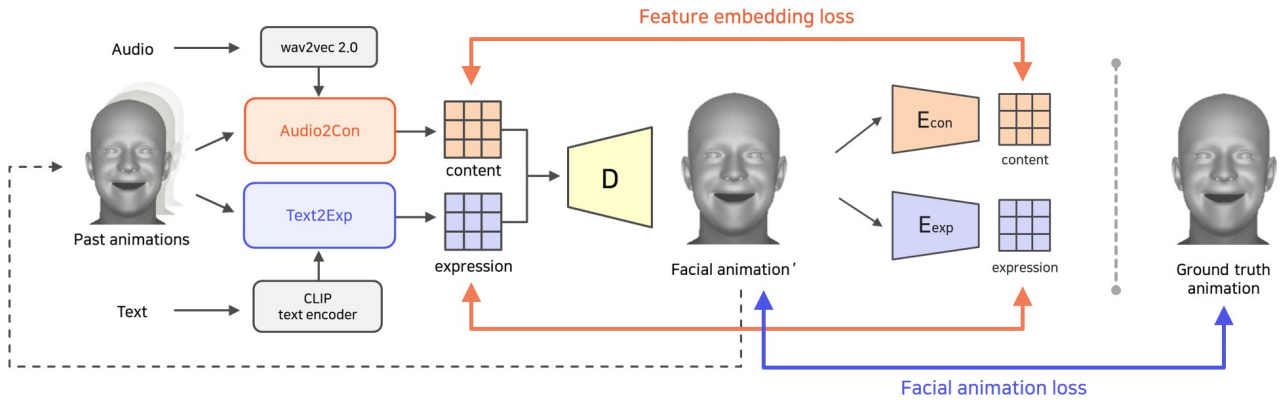 Feature embedding loss
Audio
wav2vec 2.0
Audio2Con
content
Past animations
Text2Exp
expression
Text
CLIP
text encoder
D
Facial animation ′
Econ
content
Eexp
expression
Ground truth
animation
Facial animation loss